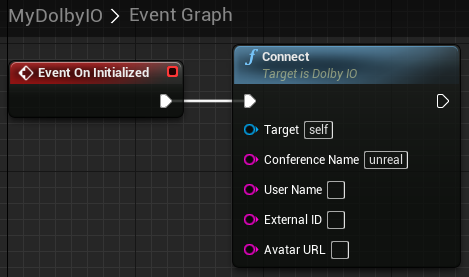 MyDolbyIO > Event Graph
Event On Initialized
f Connect
Target is Dolby IO
Target self
Conference Name unreal
User Name
External ID
Avatar URL